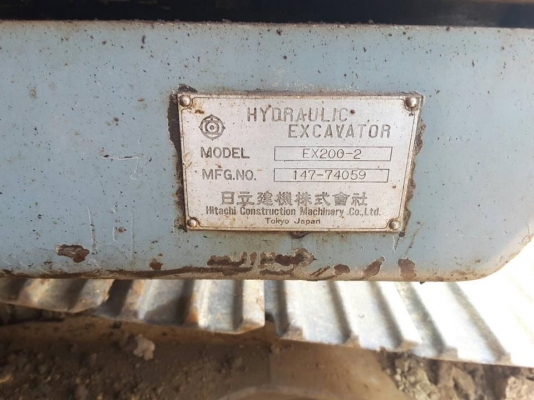 HYDRAULIC
EXCAVATOR
MODEL EX200-2
MFG.NO. 147-74059
日立建機株式會社
Hitachi Construction Machinery Co.,Ltd.
Tokyo Japan